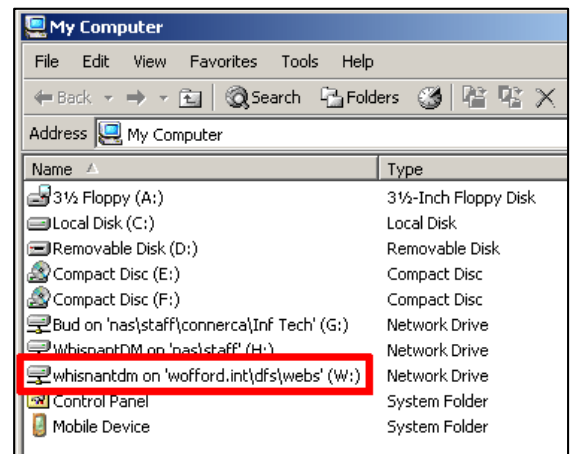 My Computer
File Edit View Favorites Tools Help
Back Search Folders
Address My Computer
Name Type
3½ Floppy (A:) 3½-Inch Floppy Disk
Local Disk (C:) Local Disk
Removable Disk (D:) Removable Disk
Compact Disc (E:) Compact Disc
Compact Disc (F:) Compact Disc
Bud on 'nas\staff\connerca\Inf Tech' (G:) Network Drive
WhisnantDM on 'nas\staff' (H:) Network Drive
whisnantdm on 'wofford.int\dfs\webs' (W:) Network Drive
Control Panel System Folder
Mobile Device System Folder